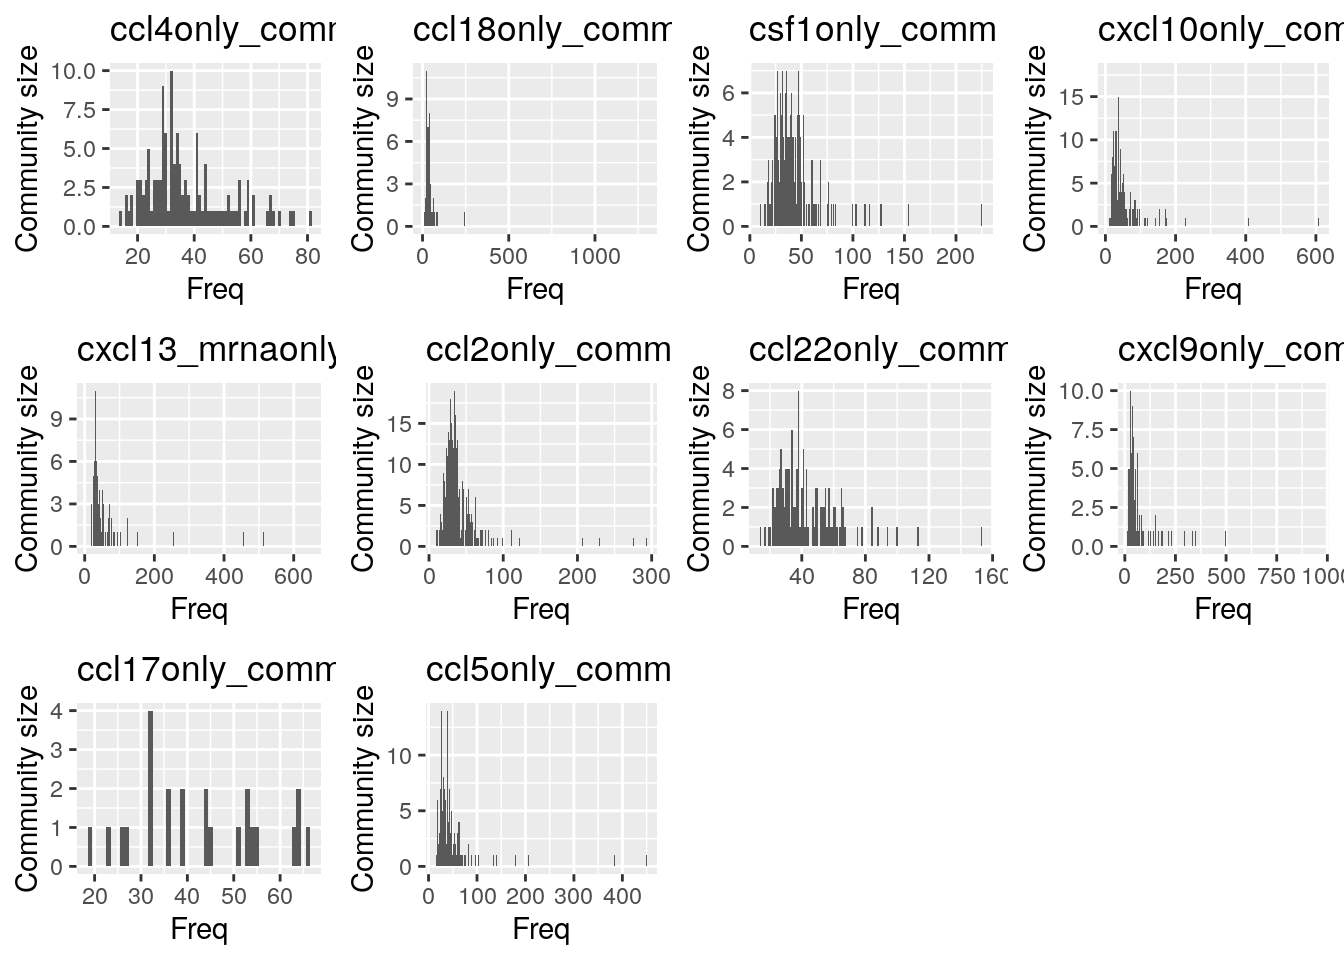 ccl4only_comm
Community size
10.0
7.5
5.0
2.5
0.0
20 40 60 80
Freq
ccl18only_comm
Community size
9
6
3
0
0 500 1000
Freq
csf1only_comm
Community size
6
4
2
0
0 50 100 150 200
Freq
cxcl10only_com
Community size
15
10
5
0
0 200 400 600
Freq
cxcl13_mrnaonly
Community size
9
6
3
0
0 200 400 600
Freq
ccl2only_comm
Community size
15
10
5
0
0 100 200 300
Freq
ccl22only_comm
Community size
8
6
4
2
0
40 80 120 160
Freq
cxcl9only_com
Community size
10.0
7.5
5.0
2.5
0.0
0 250 500 750 1000
Freq
ccl17only_comm
Community size
4
3
2
1
0
20 30 40 50 60
Freq
ccl5only_comm
Community size
10
5
0
0 100 200 300 400
Freq